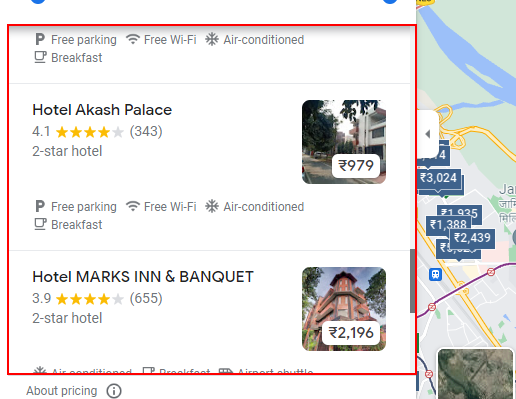 Free parking Free Wi-Fi Air-conditioned
Breakfast
Hotel Akash Palace
4.1 (343)
2-star hotel
₹979
Free parking Free Wi-Fi Air-conditioned
Breakfast
Hotel MARKS INN & BANQUET
3.9 (655)
2-star hotel
₹2,196
Air-conditioned Breakfast Airport shuttle
About pricing
₹3,024
₹1,935
₹1,388
₹2,439